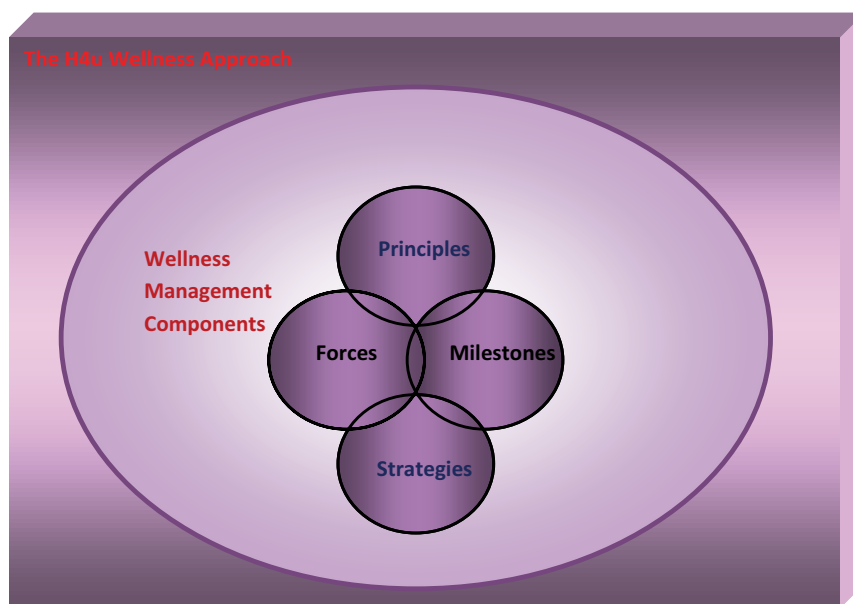 The H4u Wellness Approach
Principles
Wellness
Management
Components
Forces
Milestones
Strategies